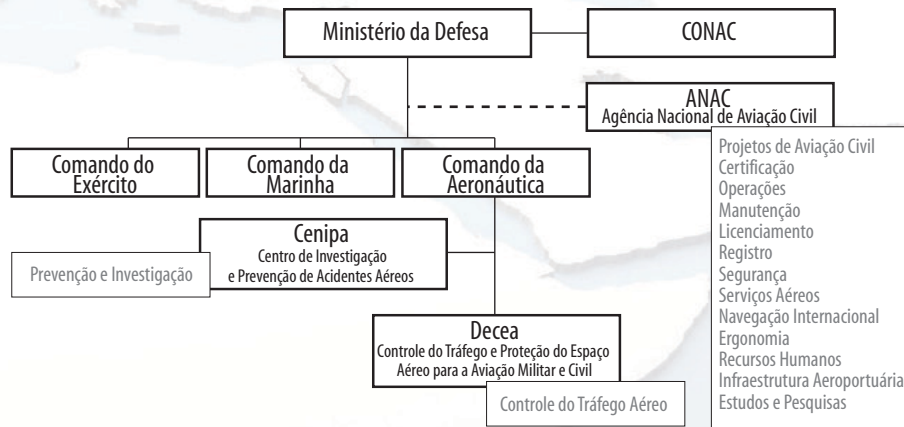 Ministério da Defesa
CONAC
ANAC
Agência Nacional de Aviação Civil
Comando do
Exército
Comando da
Marinha
Comando da
Aeronáutica
Projetos de Aviação Civil
Certificação
Operações
Manutenção
Licenciamento
Registro
Segurança
Serviços Aéreos
Navegação Internacional
Ergonomia
Recursos Humanos
Infraestrutura Aeroportuária
Estudos e Pesquisas
Cenipa
Centro de Investigação
e Prevenção de Acidentes Aéreos
Prevenção e Investigação
Decea
Controle do Tráfego e Proteção do Espaço
Aéreo para a Aviação Militar e Civil
Controle do Tráfego Aéreo